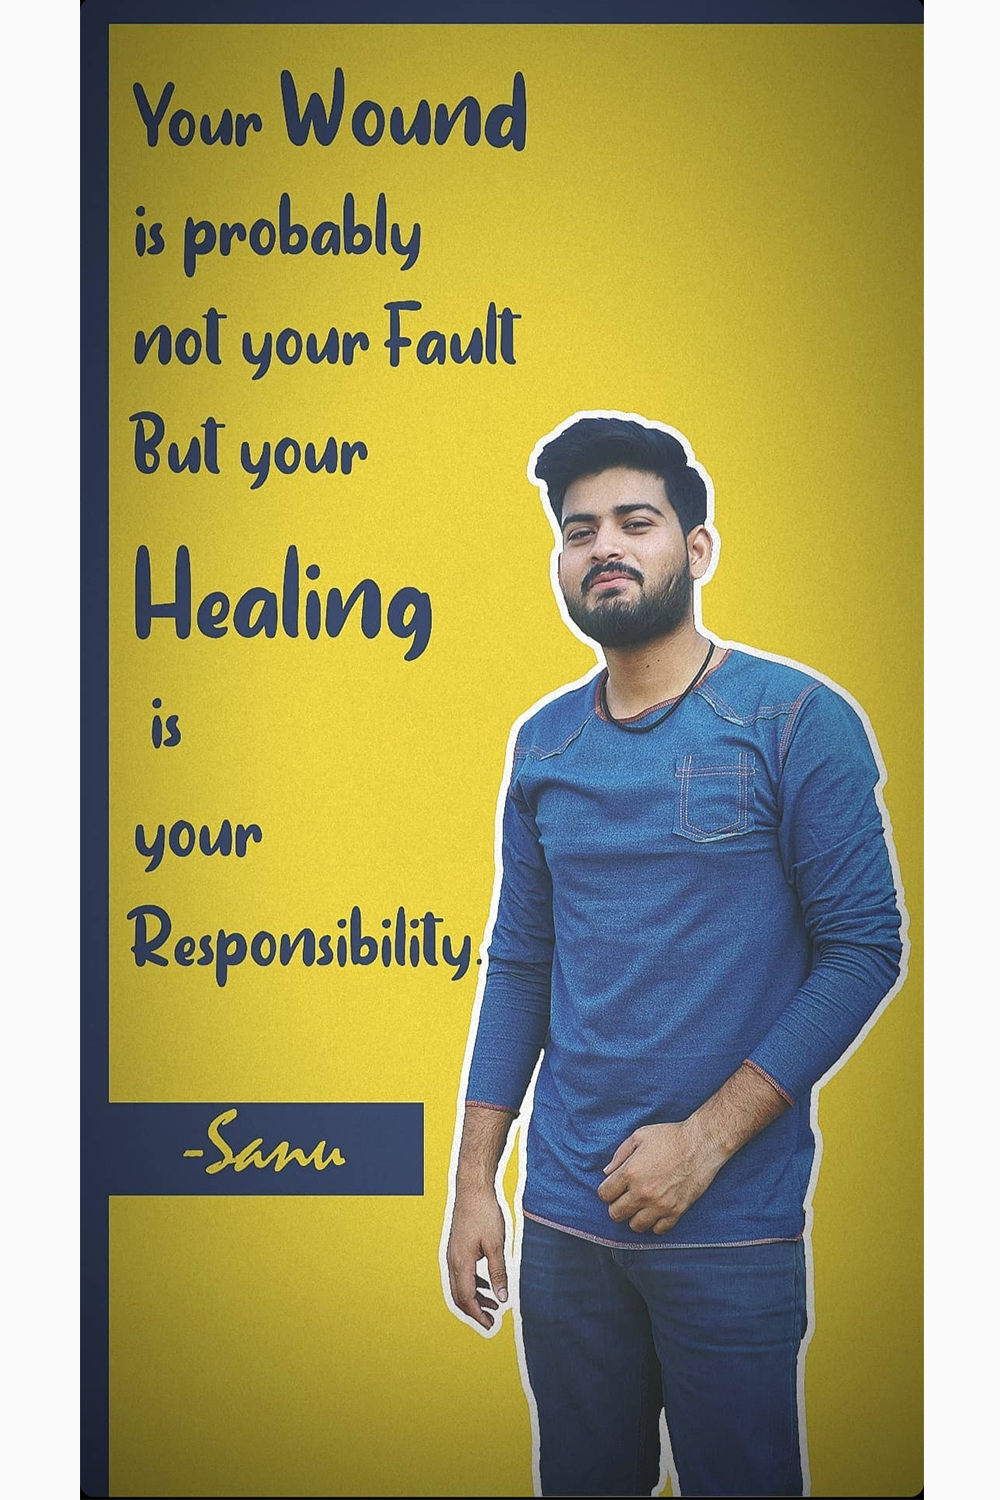 Your Wound
is probably
not your Fault
But your
Healing
is
your
Responsibility.
-Sanu